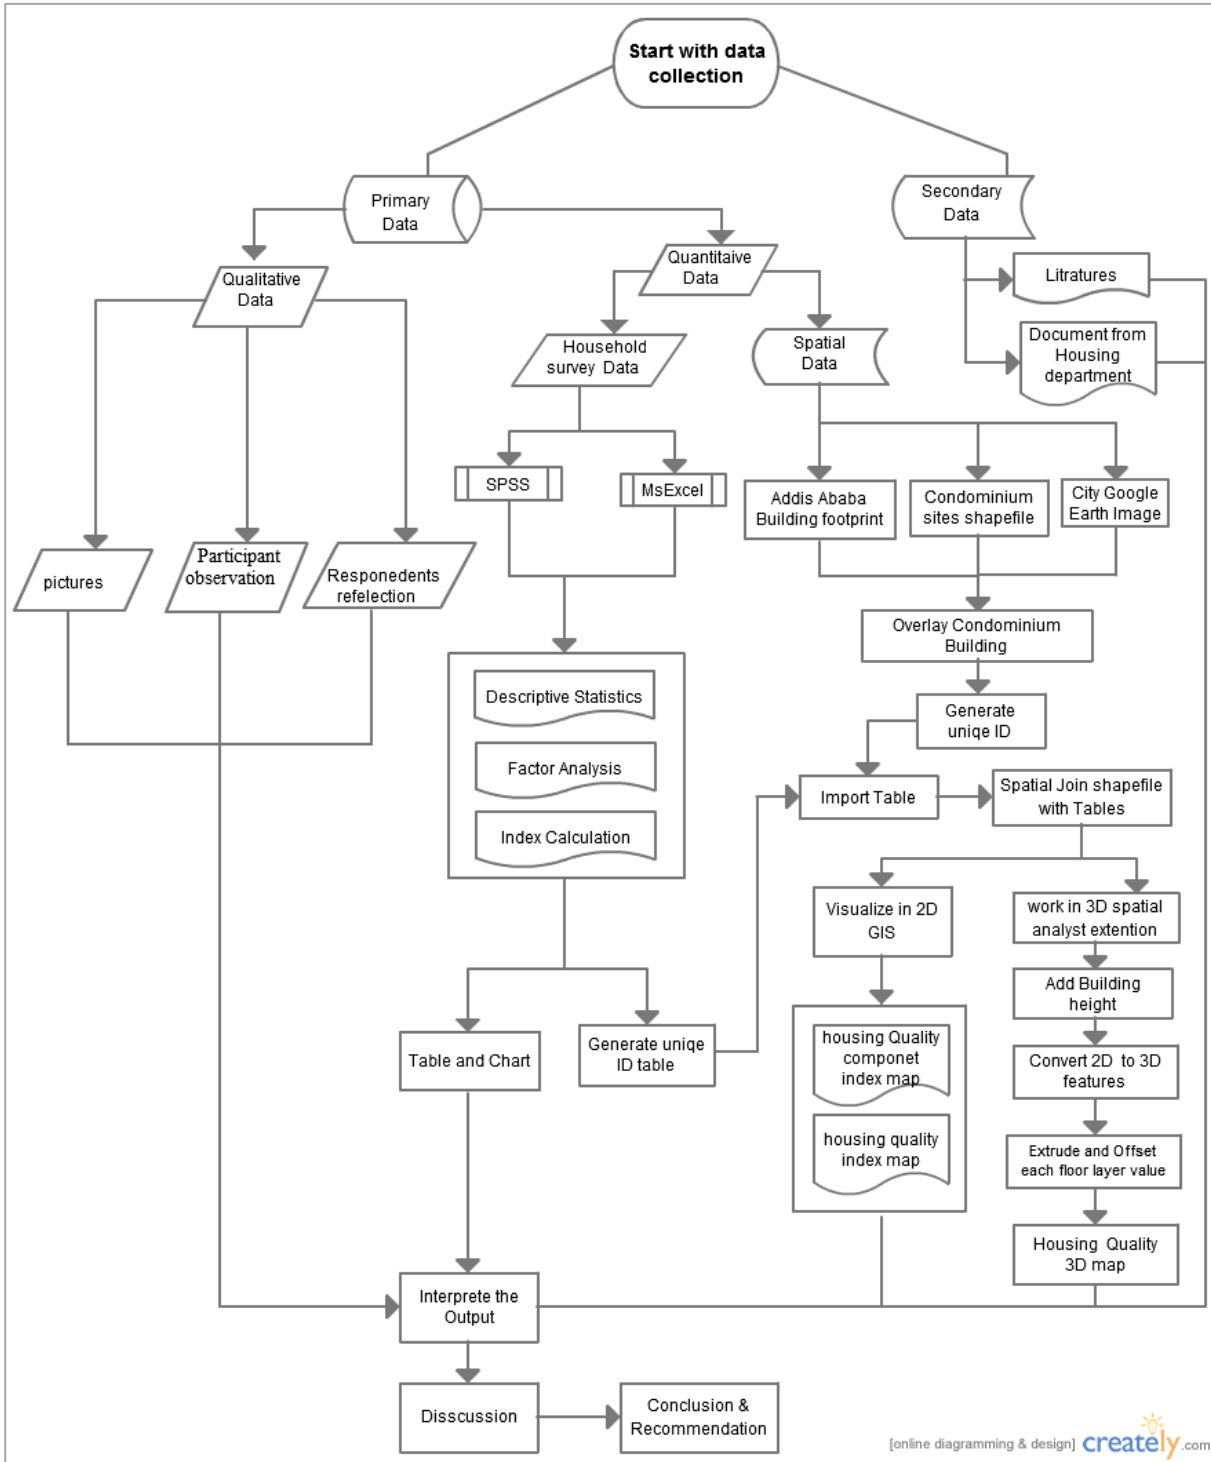 Start with data
collection
Primary
Data
Secondary
Data
Qualitative
Data
Quantitaive
Data
Litratures
Document from
Housing
department
Household
survey Data
Spatial
Data
SPSS
MsExcel
Addis Ababa
Building footprint
Condominium
sites shapefile
City Google
Earth Image
pictures
Participant
observation
Responedents
refelection
Overlay Condominium
Building
Generate
uniqe ID
Descriptive Statistics
Factor Analysis
Index Calculation
Import Table
Spatial Join shapefile
with Tables
Visualize in 2D
GIS
work in 3D spatial
analyst extention
Add Building
height
Table and Chart
Generate uniqe
ID table
housing Quality
componet
index map
housing quality
index map
Convert 2D to 3D
features
Extrude and Offset
each floor layer value
Housing Quality
3D map
Interprete the
Output
Disscussion
Conclusion &
Recommendation
[online diagramming & design] creately.com